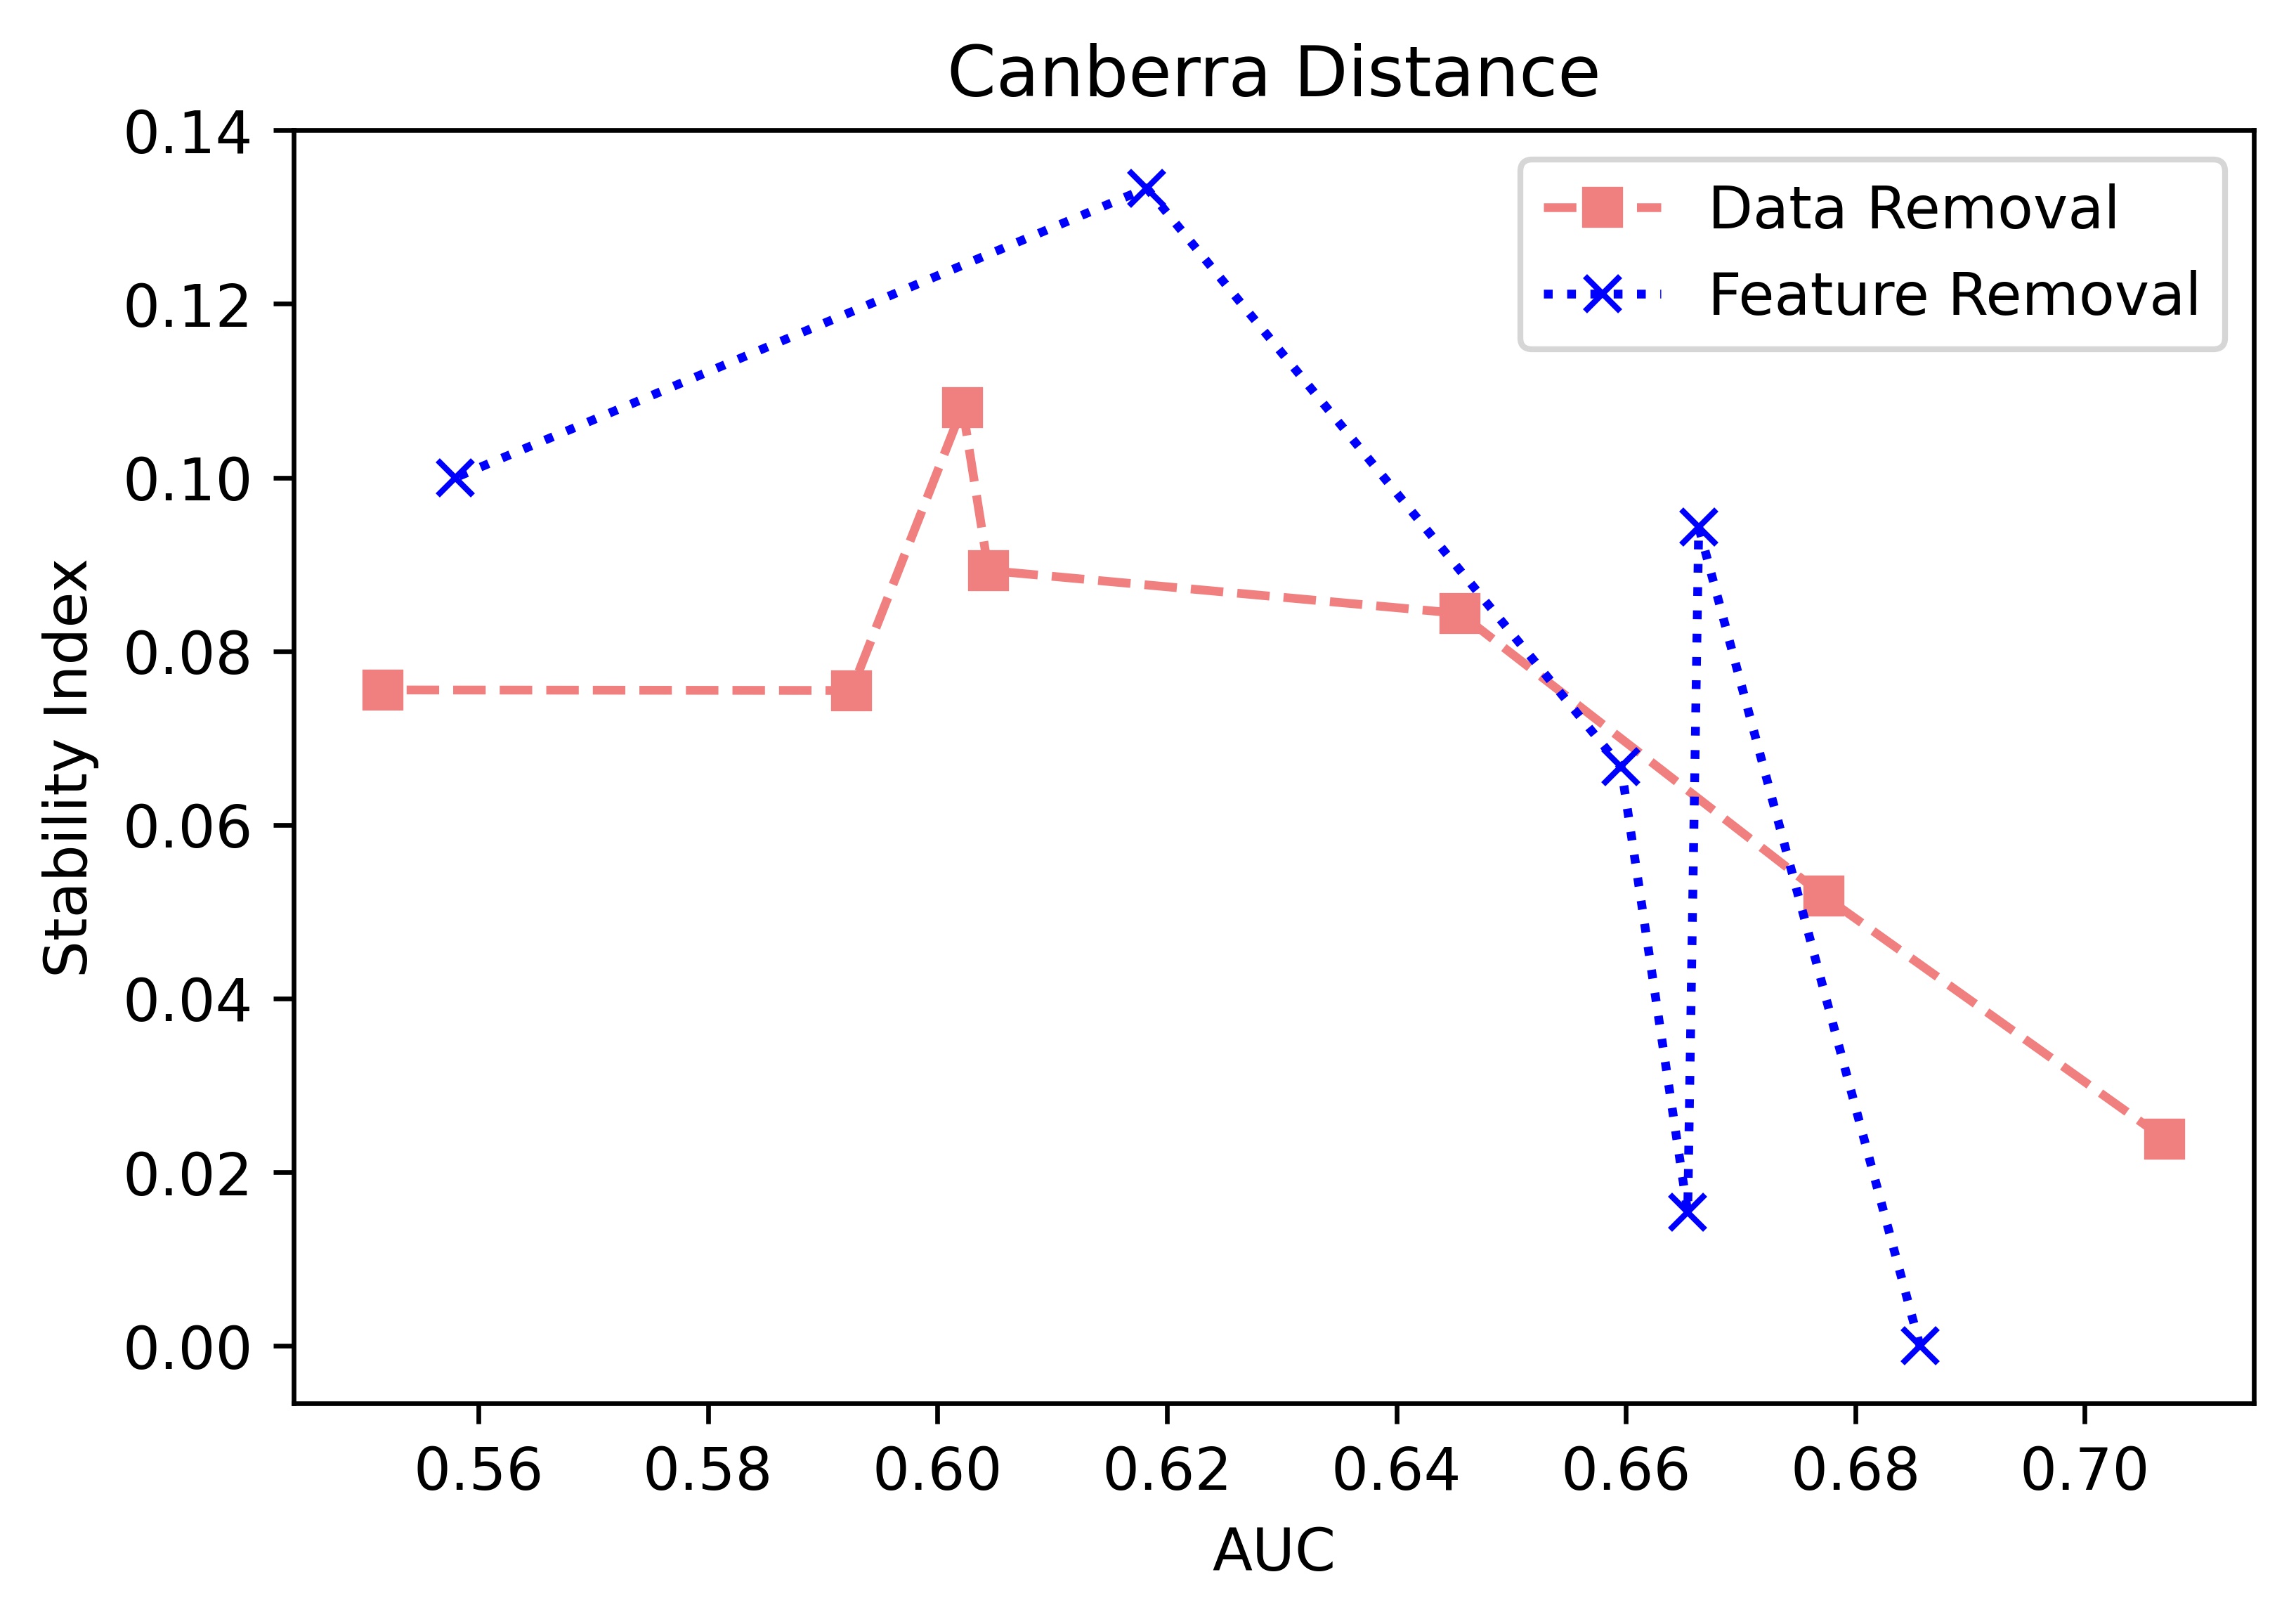 Canberra Distance
0.14
0.12
0.10
0.08
0.06
0.04
0.02
0.00
Stability Index
Data Removal
Feature Removal
0.56 0.58 0.60 0.62 0.64 0.66 0.68 0.70
AUC